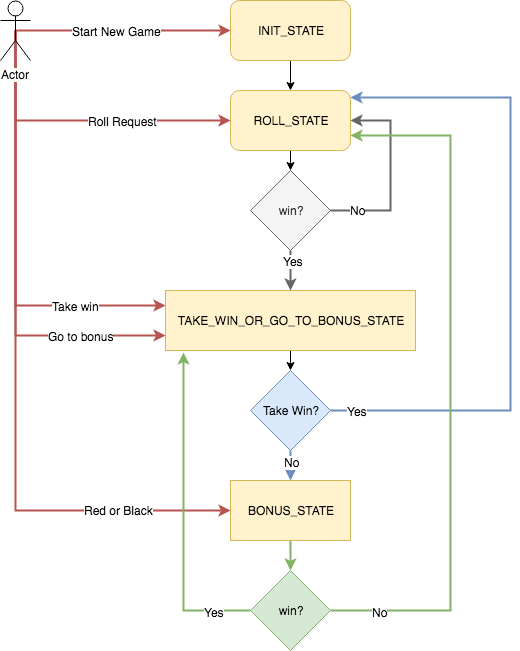 Start New Game
INIT_STATE
Actor
Roll Request
ROLL_STATE
win?
No
Yes
Take win
TAKE_WIN_OR_GO_TO_BONUS_STATE
Go to bonus
Take Win?
Yes
No
Red or Black
BONUS_STATE
Yes
win?
No